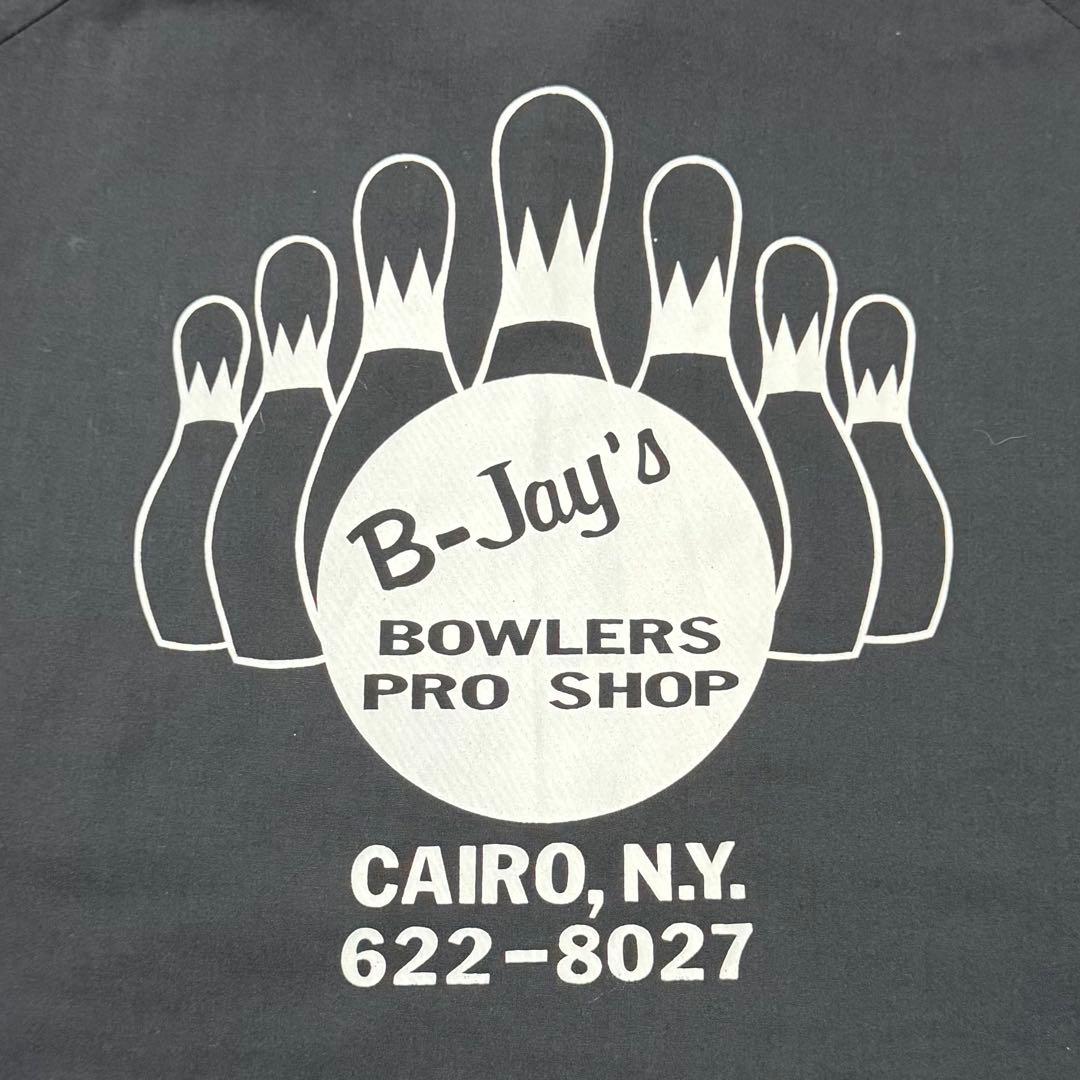 B-Jay's
BOWLERS
PRO SHOP
CAIRO, N.Y.
622-8027